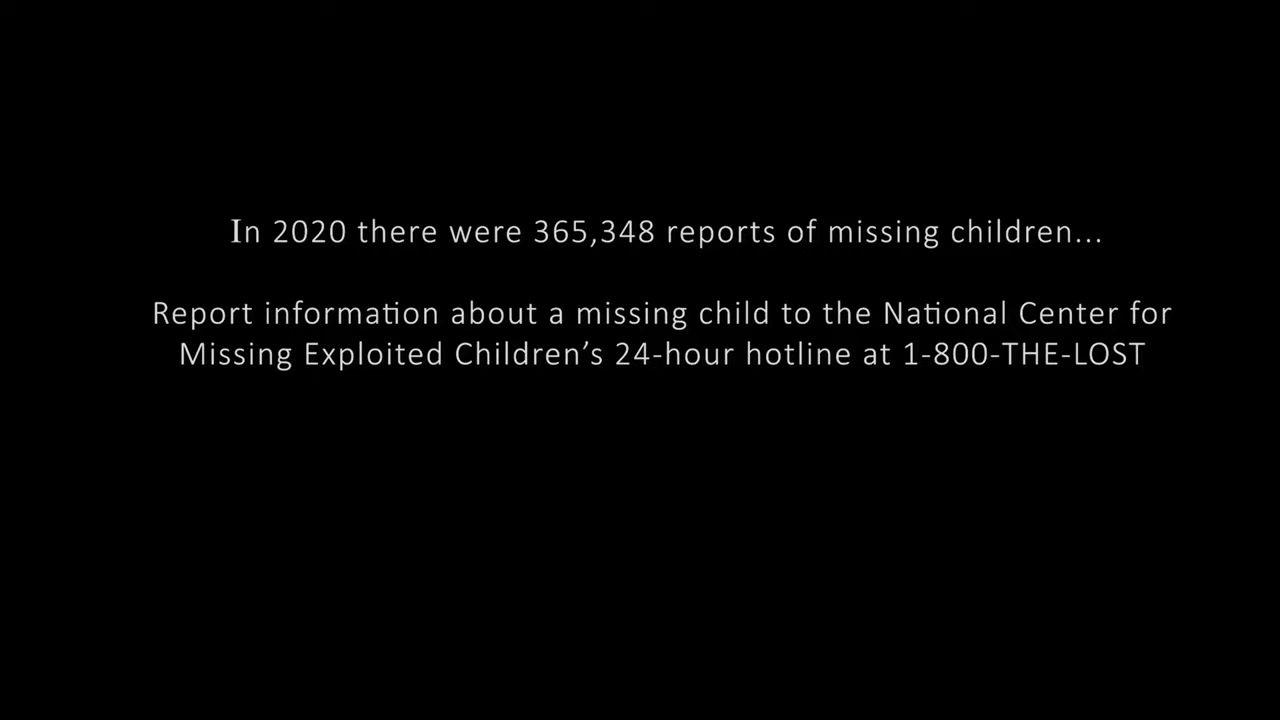 In 2020 there were 365,348 reports of missing children...
Report information about a missing child to the National Center for
Missing Exploited Children’s 24-hour hotline at 1-800-THE-LOST